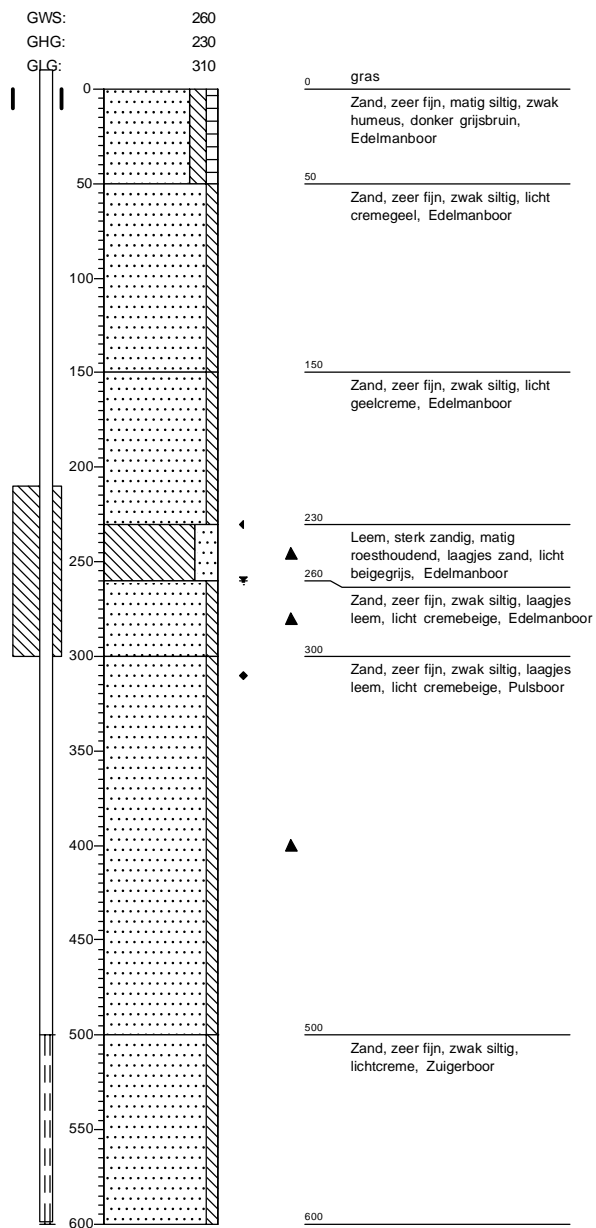 GWS: 260
GHG: 230
GLG: 310
0
50
100
150
200
250
300
350
400
450
500
550
600
0 gras
Zand, zeer fijn, matig siltig, zwak
humeus, donker grijsbruin,
Edelmanboor
50
Zand, zeer fijn, zwak siltig, licht
cremegeel, Edelmanboor
150
Zand, zeer fijn, zwak siltig, licht
geelcreme, Edelmanboor
230
Leem, sterk zandig, matig
roesthoudend, laagjes zand, licht
beigegrijs, Edelmanboor
260
Zand, zeer fijn, zwak siltig, laagjes
leem, licht cremebeige, Edelmanboor
300
Zand, zeer fijn, zwak siltig, laagjes
leem, licht cremebeige, Pulsboor
500
Zand, zeer fijn, zwak siltig,
lichtcreme, Zuigerboor
600